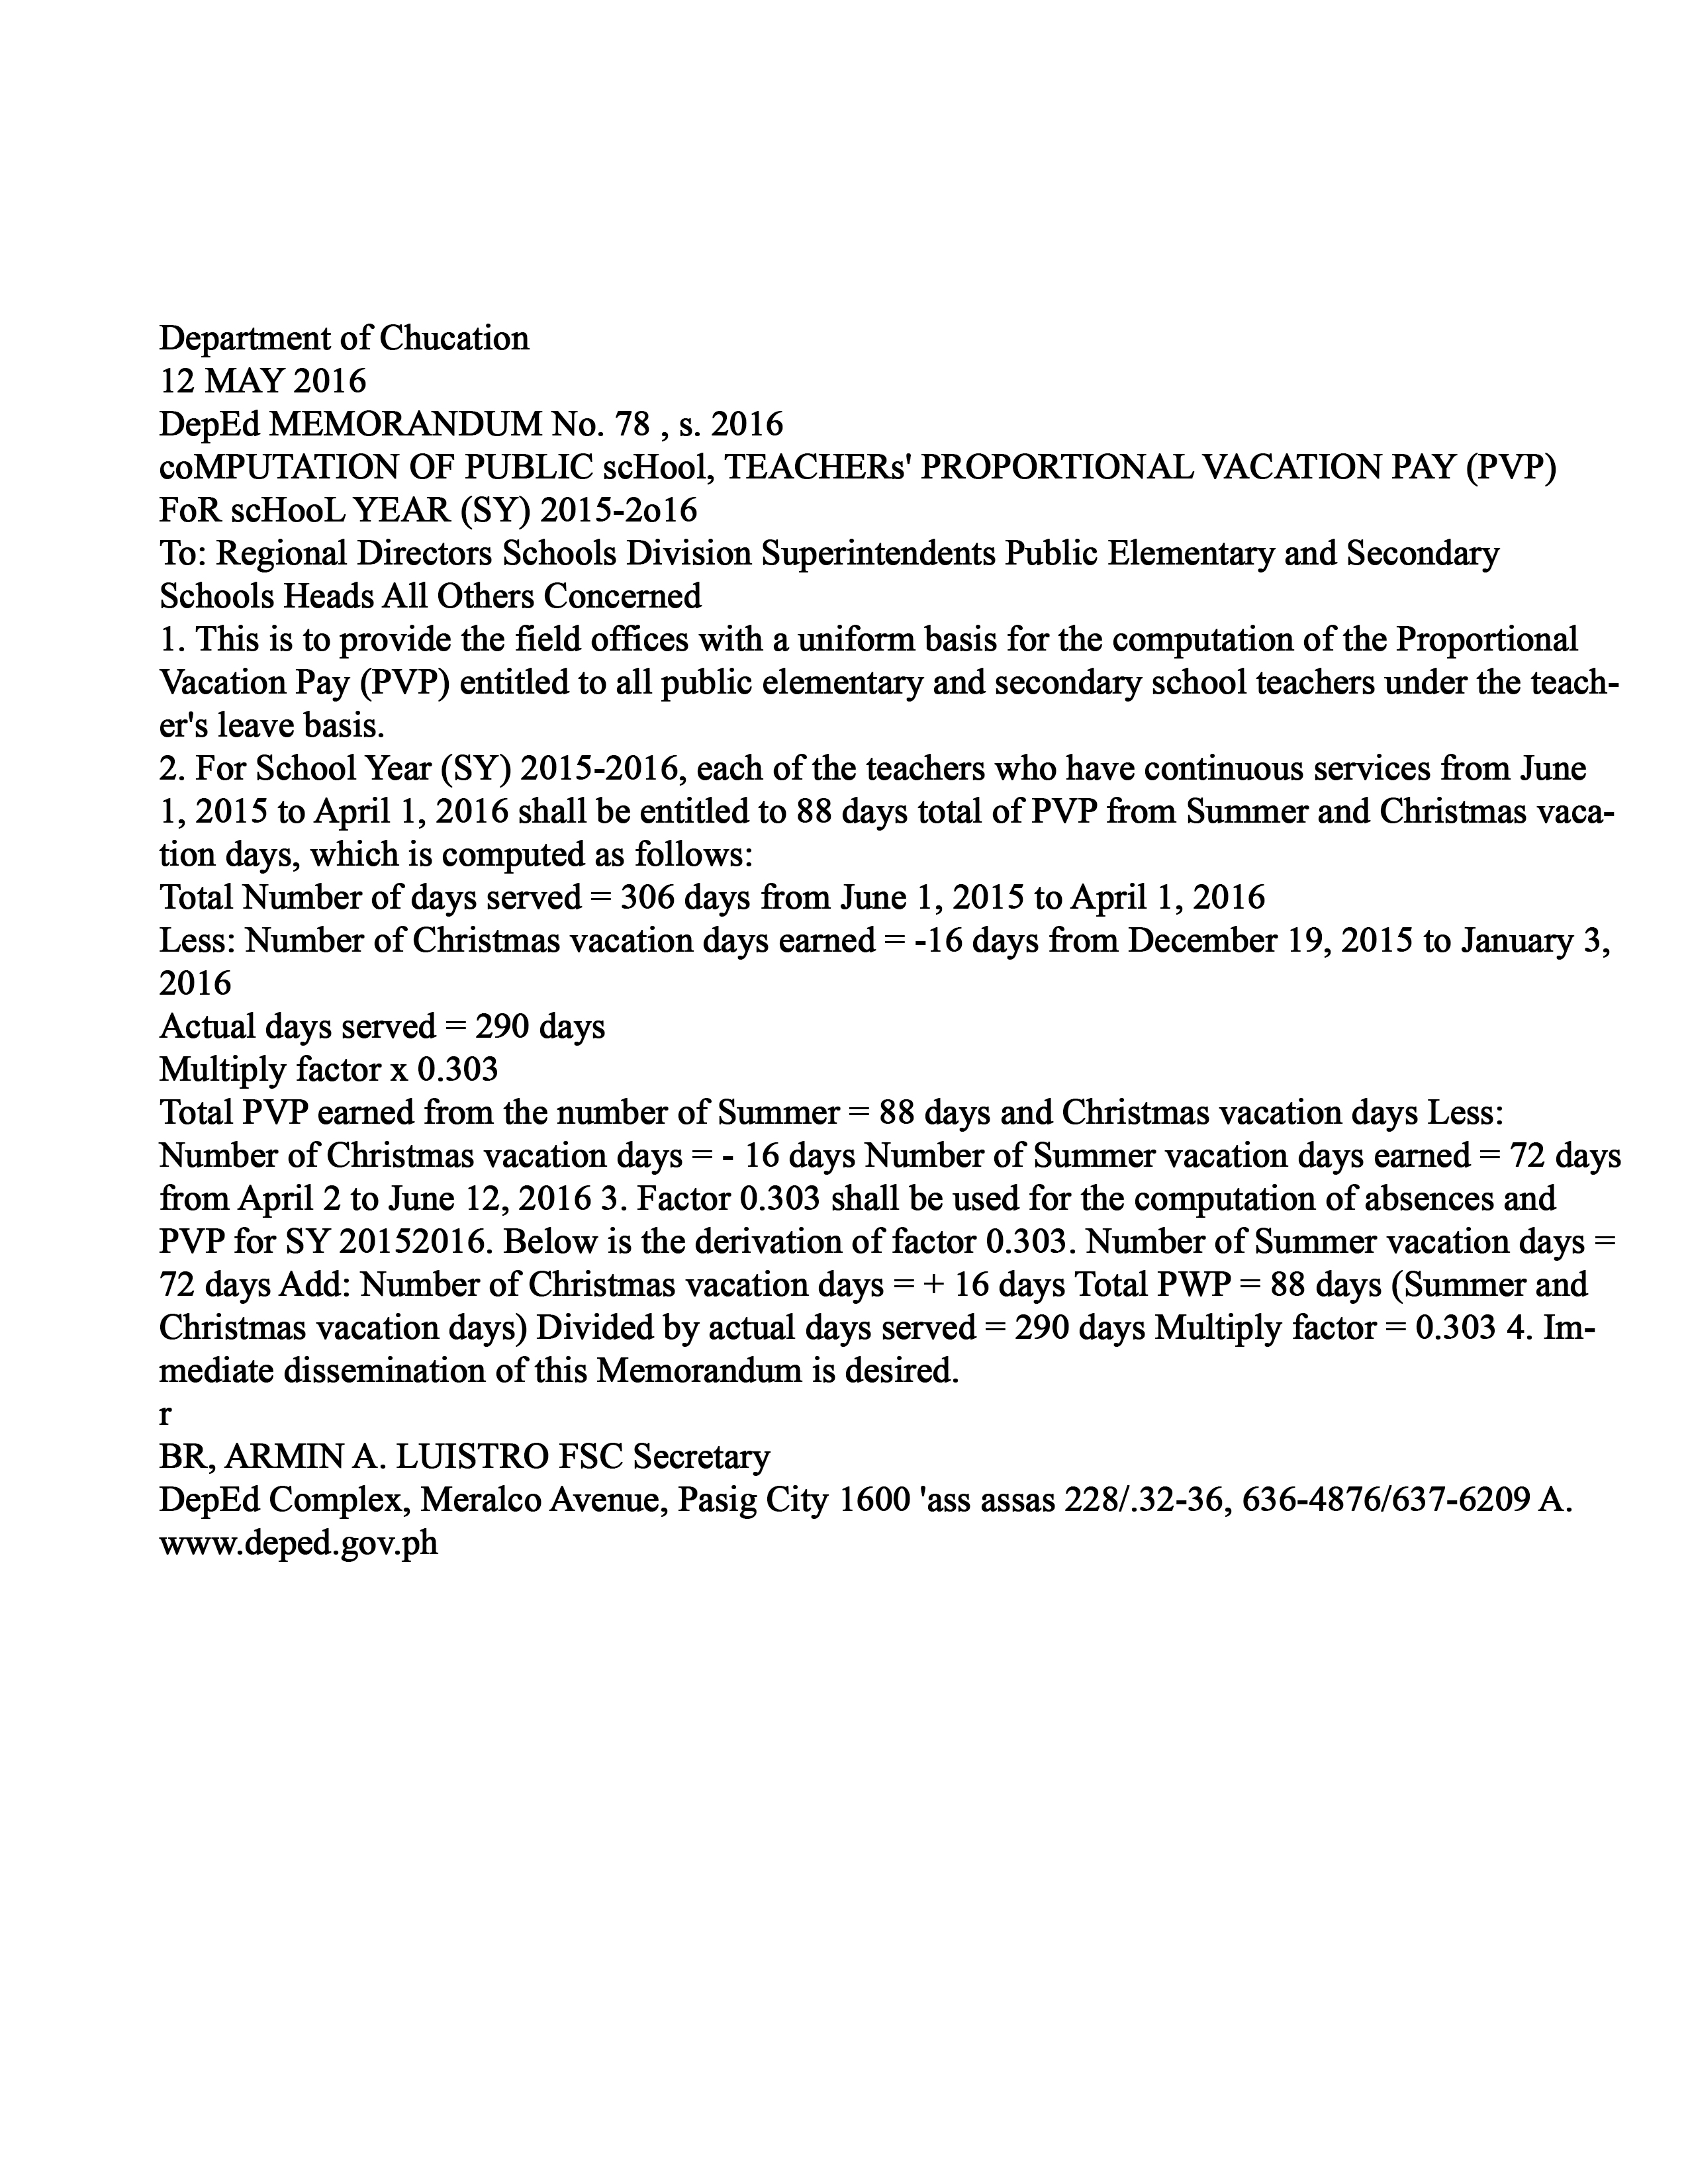 Department of Chucation
12 MAY 2016
DepEd MEMORANDUM No. 78 , s. 2016
coMPUTATION OF PUBLIC scHool, TEACHERs' PROPORTIONAL VACATION PAY (PVP)
FoR scHooL YEAR (SY) 2015-2o16
To: Regional Directors Schools Division Superintendents Public Elementary and Secondary
Schools Heads All Others Concerned
1. This is to provide the field offices with a uniform basis for the computation of the Proportional
Vacation Pay (PVP) entitled to all public elementary and secondary school teachers under the teach-
er's leave basis.
2. For School Year (SY) 2015-2016, each of the teachers who have continuous services from June
1, 2015 to April 1, 2016 shall be entitled to 88 days total of PVP from Summer and Christmas vaca-
tion days, which is computed as follows:
Total Number of days served = 306 days from June 1, 2015 to April 1, 2016
Less: Number of Christmas vacation days earned = -16 days from December 19, 2015 to January 3,
2016
Actual days served = 290 days
Multiply factor x 0.303
Total PVP earned from the number of Summer = 88 days and Christmas vacation days Less:
Number of Christmas vacation days = - 16 days Number of Summer vacation days earned = 72 days
from April 2 to June 12, 2016 3. Factor 0.303 shall be used for the computation of absences and
PVP for SY 20152016. Below is the derivation of factor 0.303. Number of Summer vacation days =
72 days Add: Number of Christmas vacation days = + 16 days Total PWP = 88 days (Summer and
Christmas vacation days) Divided by actual days served = 290 days Multiply factor = 0.303 4. Im-
mediate dissemination of this Memorandum is desired.
r
BR, ARMIN A. LUISTRO FSC Secretary
DepEd Complex, Meralco Avenue, Pasig City 1600 'ass assas 228/.32-36, 636-4876/637-6209 A.
www.deped.gov.ph